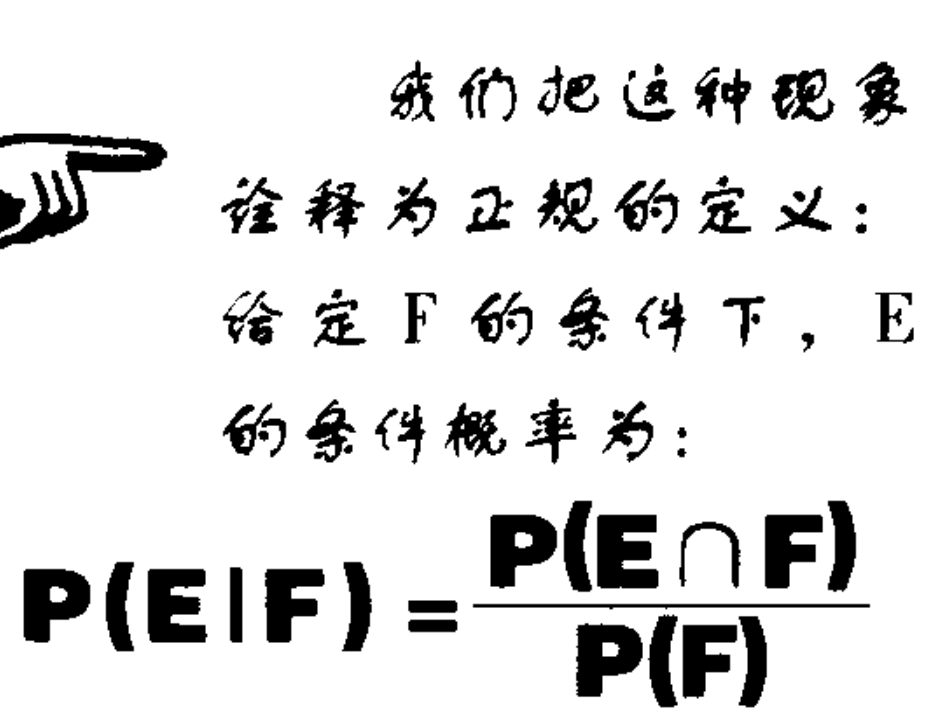 我们把这种现象
诠释为正规的定义：
给定 F 的条件下，E
的条件概率为：
P(E|F) = P(E∩F) / P(F)